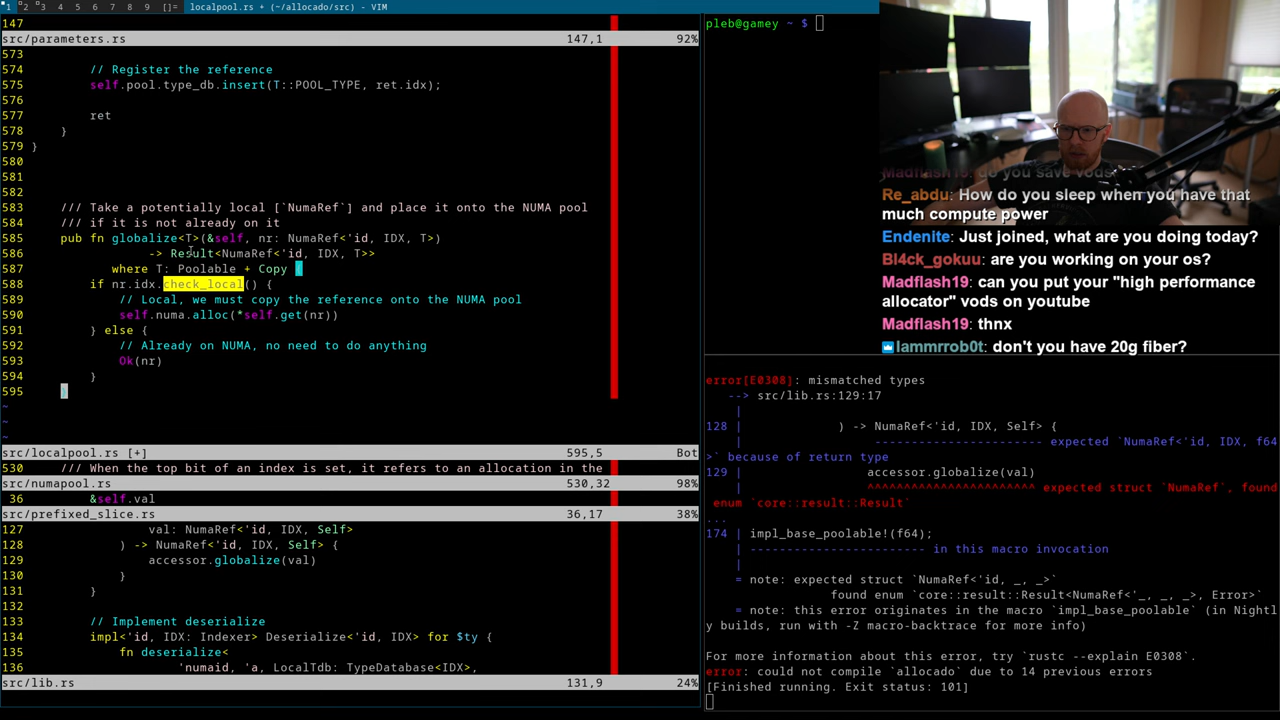 1 2 3 4 5 6 7 8 9 []= localpool.rs + (~/allocado/src) - VIM
147
src/parameters.rs 147,1 92%
573
574 // Register the reference
575 self.pool.type_db.insert(T::POOL_TYPE, ret.idx);
576
577 ret
578 }
579 }
580
581
582
583 /// Take a potentially local [`NumaRef`] and place it onto the NUMA pool
584 /// if it is not already on it
585 pub fn globalize<T>(&self, nr: NumaRef<'id, IDX, T>)
586 -> Result<NumaRef<'id, IDX, T>>
587 where T: Poolable + Copy {
588 if nr.idx.check_local() {
589 // Local, we must copy the reference onto the NUMA pool
590 self.numa.alloc(*self.get(nr))
591 } else {
592 // Already on NUMA, no need to do anything
593 Ok(nr)
594 }
595 }
~
~
~
src/localpool.rs [+] 595,5 Bot
530 /// When the top bit of an index is set, it refers to an allocation in the
src/numapool.rs 530,32 98%
36 &self.val
src/prefixed_slice.rs 36,17 38%
127 val: NumaRef<'id, IDX, Self>
128 ) -> NumaRef<'id, IDX, Self> {
129 accessor.globalize(val)
130 }
131 }
132
133 // Implement deserialize
134 impl<'id, IDX: Indexer> Deserialize<'id, IDX> for $ty {
135 fn deserialize<
136 'numaid, 'a, LocalTdb: TypeDatabase<IDX>,
src/lib.rs 131,9 24%
pleb@gamey ~ $
Madflash19: do you save vods
Re_abdu: How do you sleep when you have that
much compute power
Endenite: Just joined, what are you doing today?
Bl4ck_gokuu: are you working on your os?
Madflash19: can you put your "high performance
allocator" vods on youtube
Madflash19: thnx
Iammrrob0t: don't you have 20g fiber?
error[E0308]: mismatched types
--> src/lib.rs:129:17
|
128 | ) -> NumaRef<'id, IDX, Self> {
| ----------------------- expected `NumaRef<'id, IDX, f64
>` because of return type
129 | accessor.globalize(val)
| ^^^^^^^^^^^^^^^^^^^^^^^ expected struct `NumaRef`, found
enum `core::result::Result`
...
174 | impl_base_poolable!(f64);
| ------------------------ in this macro invocation
|
= note: expected struct `NumaRef<'id, _, _>`
found enum `core::result::Result<NumaRef<'_, _, _>, Error>`
= note: this error originates in the macro `impl_base_poolable` (in Nightl
y builds, run with -Z macro-backtrace for more info)
For more information about this error, try `rustc --explain E0308`.
error: could not compile `allocado` due to 14 previous errors
[Finished running. Exit status: 101]